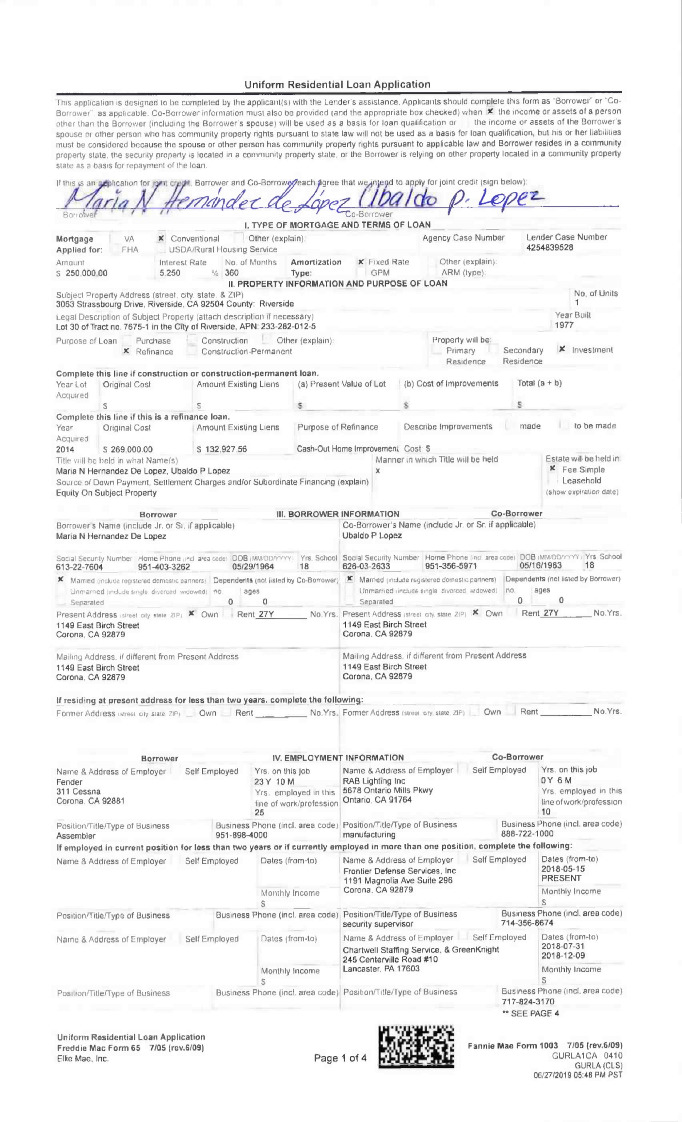 Uniform Residential Loan Application
This application is designed to be completed by the applicant(s) with the Lender's assistance. Applicants should complete this form as "Borrower" or "Co-
Borrower" as applicable. Co-Borrower information must also be provided (and the appropriate box checked) when x the income or assets of a person
other than the Borrower (including the Borrower's spouse) will be used as a basis for loan qualification or the income or assets of the Borrower's
spouse or other person who has community property rights pursuant to state law will not be used as a basis for loan qualification, but his or her liabilities
must be considered because the spouse or other person has community property rights pursuant to applicable law and Borrower resides in a community
property state, the security property is located in a community property state, or the Borrower is relying on other property located in a community property
state as a basis for repayment of the loan.
If this is an application for joint credit, Borrower and Co-Borrower each agree that we intend to apply for joint credit (sign below):
Maria N Hernández de López Ubaldo P. Lopez
Borrower Co-Borrower
I. TYPE OF MORTGAGE AND TERMS OF LOAN
Mortgage VA x Conventional Other (explain): Agency Case Number Lender Case Number
Applied for: FHA USDA/Rural Housing Service 4254839528
Amount Interest Rate No. of Months Amortization x Fixed Rate Other (explain):
$ 250,000.00 5.250 % 360 Type: GPM ARM (type):
II. PROPERTY INFORMATION AND PURPOSE OF LOAN
Subject Property Address (street, city, state, & ZIP) No. of Units
3053 Strassbourg Drive, Riverside, CA 92504 County: Riverside 1
Legal Description of Subject Property (attach description if necessary) Year Built
Lot 30 of Tract no. 7675-1 in the City of Riverside, APN: 233-282-012-5 1977
Purpose of Loan Purchase Construction Other (explain): Property will be:
x Refinance Construction-Permanent Primary Residence Secondary Residence x Investment
Complete this line if construction or construction-permanent loan.
Year Lot Acquired Original Cost Amount Existing Liens (a) Present Value of Lot (b) Cost of Improvements Total (a + b)
$ $ $ $ $
Complete this line if this is a refinance loan.
Year Acquired Original Cost Amount Existing Liens Purpose of Refinance Describe Improvements made to be made
2014 $ 269,000.00 $ 132,927.56 Cash-Out Home Improvemen Cost $
Title will be held in what Name(s) Manner in which Title will be held Estate will be held in:
Maria N Hernandez De Lopez, Ubaldo P Lopez x x Fee Simple
Source of Down Payment, Settlement Charges and/or Subordinate Financing (explain) Leasehold
Equity On Subject Property (show expiration date)
Borrower III. BORROWER INFORMATION Co-Borrower
Borrower's Name (include Jr. or Sr. if applicable) Co-Borrower's Name (include Jr. or Sr. if applicable)
Maria N Hernandez De Lopez Ubaldo P Lopez
Social Security Number Home Phone (incl. area code) DOB (MM/DD/YYYY) Yrs. School Social Security Number Home Phone (incl. area code) DOB (MM/DD/YYYY) Yrs. School
613-22-7604 951-403-3262 05/29/1964 18 626-03-2633 951-356-5971 05/16/1963 18
x Married (include registered domestic partners) Dependents (not listed by Co-Borrower) x Married (include registered domestic partners) Dependents (not listed by Borrower)
Unmarried (include single, divorced, widowed) no. ages Unmarried (include single, divorced, widowed) no. ages
Separated 0 0 Separated 0 0
Present Address (street, city, state, ZIP) x Own Rent 27Y No.Yrs. Present Address (street, city, state, ZIP) x Own Rent 27Y No.Yrs.
1149 East Birch Street 1149 East Birch Street
Corona, CA 92879 Corona, CA 92879
Mailing Address, if different from Present Address Mailing Address, if different from Present Address
1149 East Birch Street 1149 East Birch Street
Corona, CA 92879 Corona, CA 92879
If residing at present address for less than two years, complete the following:
Former Address (street, city, state, ZIP) Own Rent No.Yrs. Former Address (street, city, state, ZIP) Own Rent No.Yrs.
Borrower IV. EMPLOYMENT INFORMATION Co-Borrower
Name & Address of Employer Self Employed Yrs. on this job Name & Address of Employer Self Employed Yrs. on this job
Fender 23 Y 10 M RAB Lighting Inc 0 Y 6 M
311 Cessna Yrs. employed in this 5678 Ontario Mills Pkwy Yrs. employed in this
Corona, CA 92881 line of work/profession Ontario, CA 91764 line of work/profession
25 10
Position/Title/Type of Business Business Phone (incl. area code) Position/Title/Type of Business Business Phone (incl. area code)
Assembler 951-898-4000 manufacturing 888-722-1000
If employed in current position for less than two years or if currently employed in more than one position, complete the following:
Name & Address of Employer Self Employed Dates (from-to) Name & Address of Employer Self Employed Dates (from-to)
Frontier Defense Services, Inc 2018-05-15
1191 Magnolia Ave Suite 296 PRESENT
Monthly Income Corona, CA 92879 Monthly Income
$ $
Position/Title/Type of Business Business Phone (incl. area code) Position/Title/Type of Business Business Phone (incl. area code)
security supervisor 714-356-8674
Name & Address of Employer Self Employed Dates (from-to) Name & Address of Employer Self Employed Dates (from-to)
Chartwell Staffing Service, & GreenKnight 2018-07-31
245 Centerville Road #10 2018-12-09
Monthly Income Lancaster, PA 17603 Monthly Income
$ $
Position/Title/Type of Business Business Phone (incl. area code) Position/Title/Type of Business Business Phone (incl. area code)
717-824-3170
** SEE PAGE 4
Uniform Residential Loan Application
Freddie Mac Form 65 7/05 (rev.6/09) Fannie Mae Form 1003 7/05 (rev.6/09)
Ellie Mae, Inc. Page 1 of 4 GURLA1CA 0410
GURLA (CLS)
06/27/2019 05:48 PM PST